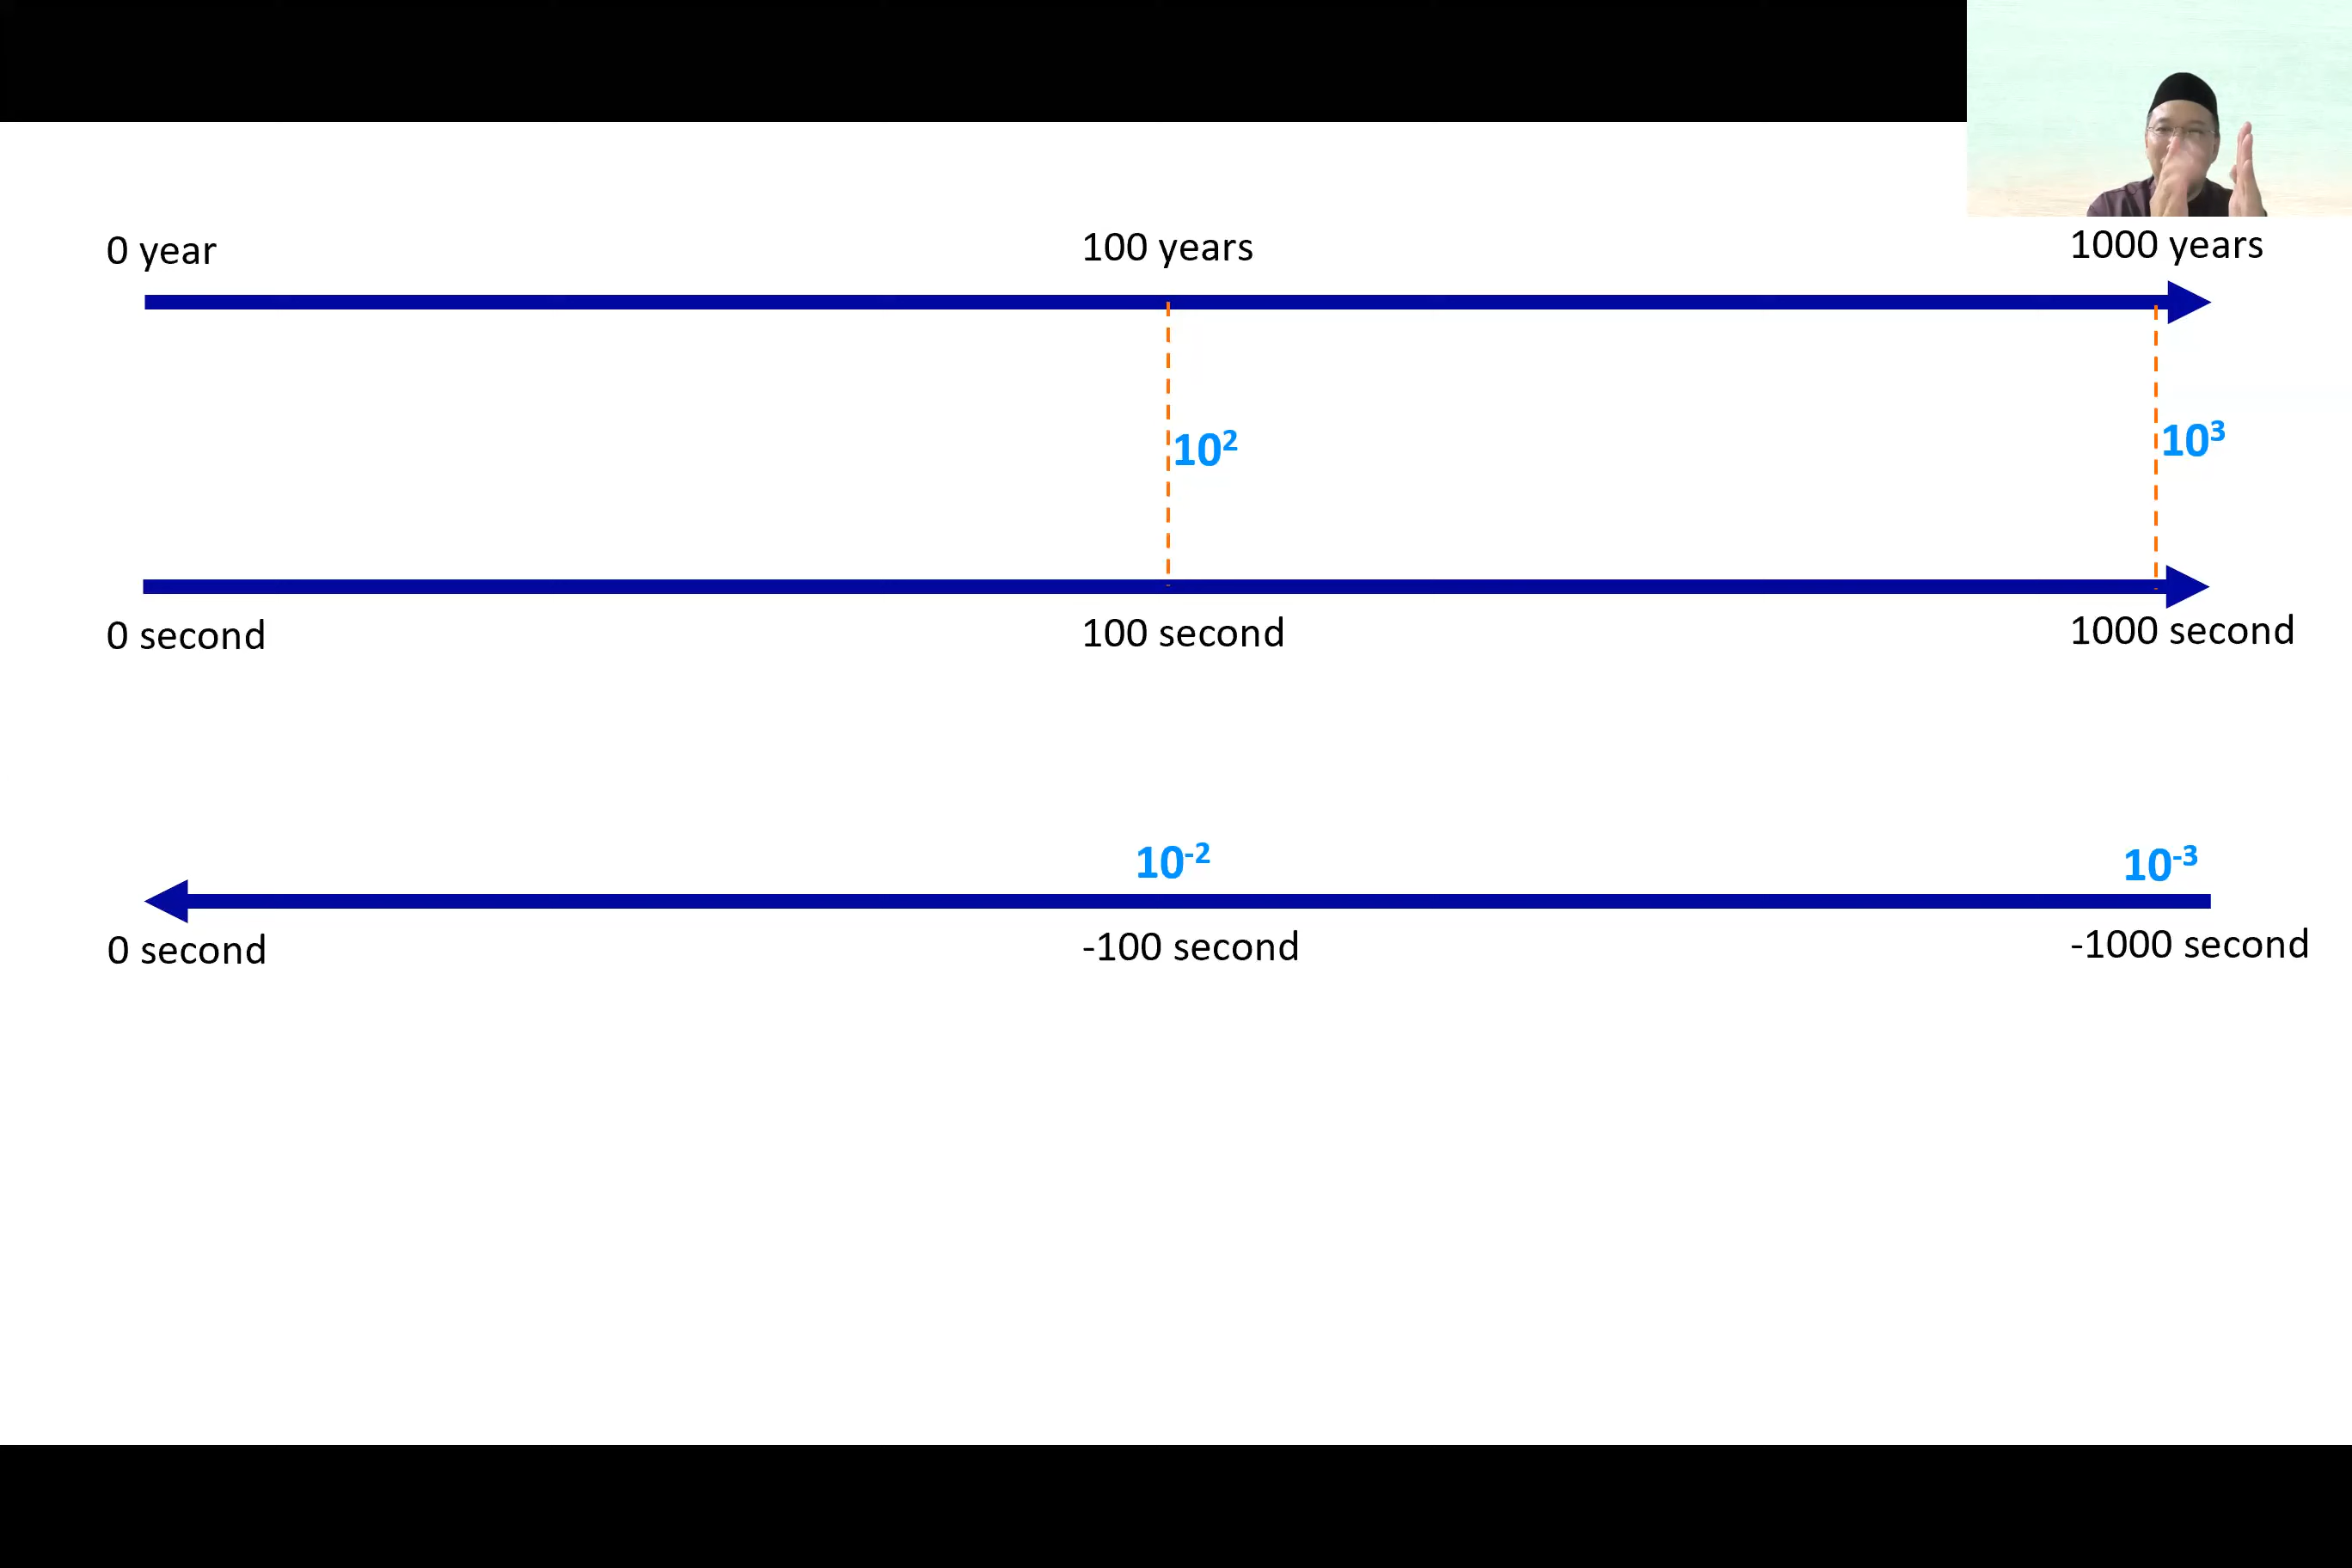 0 year 100 years 1000 years
10² 10³
0 second 100 second 1000 second
10⁻² 10⁻³
0 second -100 second -1000 second